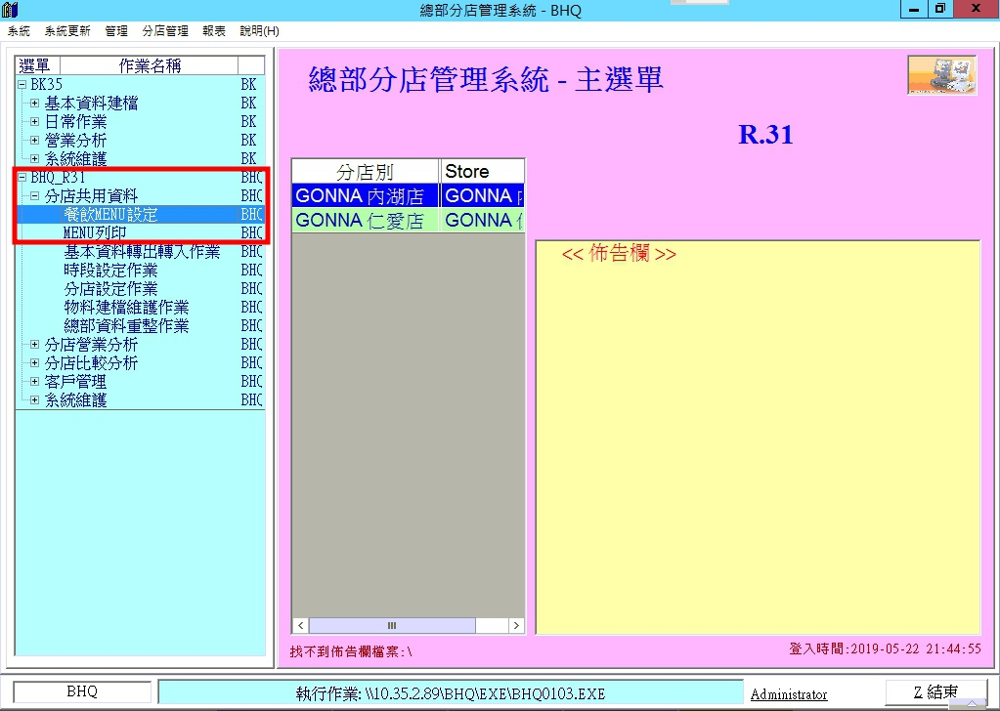 總部分店管理系統 - BHQ
系統 系統更新 管理 分店管理 報表 說明(H)
選單 作業名稱
BK35 BK
基本資料建檔 BK
日常作業 BK
營業分析 BK
系統維護 BK
BHQ_R31 BHQ
分店共用資料 BHQ
餐飲MENU設定 BHQ
MENU列印 BHQ
基本資料轉出轉入作業 BHQ
時段設定作業 BHQ
分店設定作業 BHQ
物料建檔維護作業 BHQ
總部資料重整作業 BHQ
分店營業分析 BHQ
分店比較分析 BHQ
客戶管理 BHQ
系統維護 BHQ
總部分店管理系統 - 主選單
R.31
分店別 Store
GONNA 內湖店 GONNA
GONNA 仁愛店 GONNA
<< 佈告欄 >>
找不到佈告欄檔案:\
登入時間:2019-05-22 21:44:55
BHQ 執行作業: \\10.35.2.89\BHQ\EXE\BHQ0103.EXE Administrator Z 結束